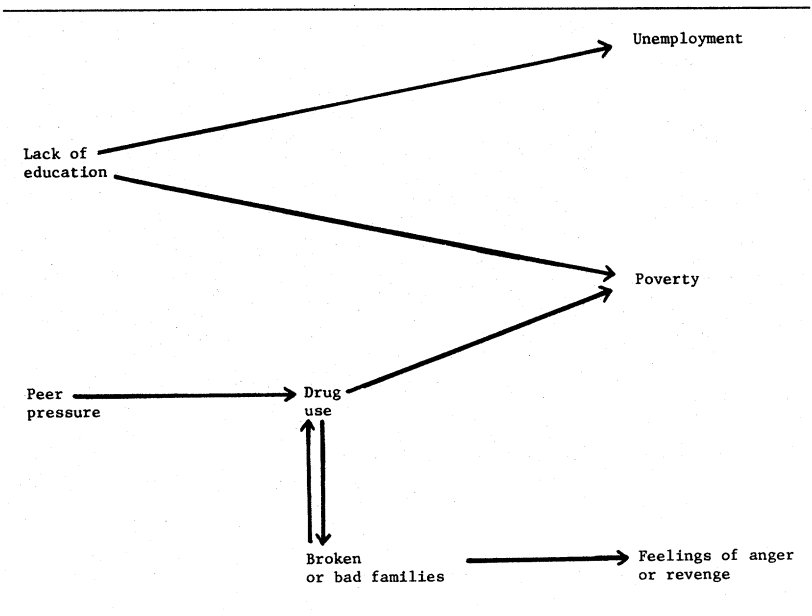 Unemployment
Lack of
education
Poverty
Peer
pressure
Drug
use
Broken
or bad families
Feelings of anger
or revenge